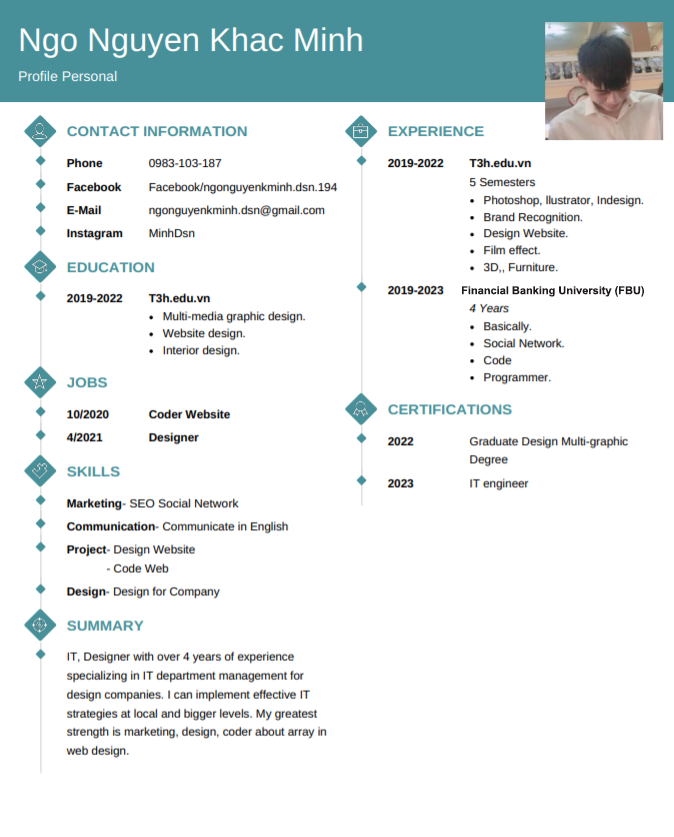 Ngo Nguyen Khac Minh
Profile Personal
CONTACT INFORMATION
Phone 0983-103-187
Facebook Facebook/ngonguyenkminh.dsn.194
E-Mail ngonguyenkminh.dsn@gmail.com
Instagram MinhDsn
EDUCATION
2019-2022 T3h.edu.vn
• Multi-media graphic design.
• Website design.
• Interior design.
JOBS
10/2020 Coder Website
4/2021 Designer
SKILLS
Marketing- SEO Social Network
Communication- Communicate in English
Project- Design Website
- Code Web
Design- Design for Company
SUMMARY
IT, Designer with over 4 years of experience
specializing in IT department management for
design companies. I can implement effective IT
strategies at local and bigger levels. My greatest
strength is marketing, design, coder about array in
web design.
EXPERIENCE
2019-2022 T3h.edu.vn
5 Semesters
• Photoshop, llustrator, Indesign.
• Brand Recognition.
• Design Website.
• Film effect.
• 3D,, Furniture.
2019-2023 Financial Banking University (FBU)
4 Years
• Basically.
• Social Network.
• Code
• Programmer.
CERTIFICATIONS
2022 Graduate Design Multi-graphic
Degree
2023 IT engineer